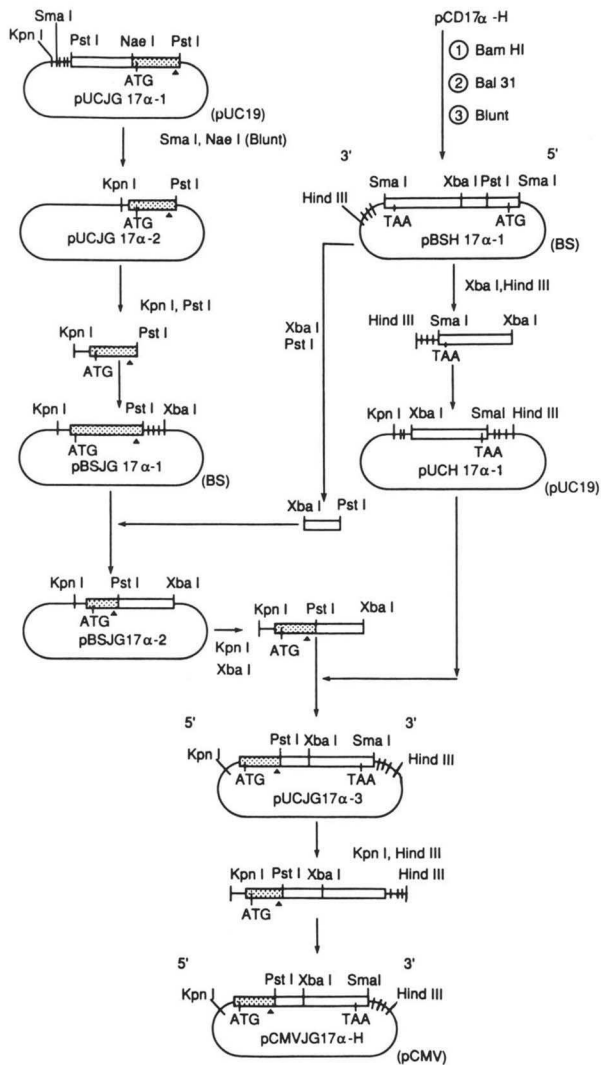 Sma I
Kpn I
Pst I
Nae I
Pst I
ATG
pUCJG 17α-1
(pUC19)
Sma I, Nae I (Blunt)
Kpn I
Pst I
ATG
pUCJG 17α-2
Kpn I, Pst I
Kpn I
Pst I
ATG
Kpn I
Pst I
Xba I
ATG
pBSJG 17α-1
(BS)
pCD17α-H
① Bam HI
② Bal 31
③ Blunt
3'
5'
Hind III
Sma I
Xba I
Pst I
Sma I
TAA
ATG
pBSH 17α-1
(BS)
Xba I
Pst I
Xba I,Hind III
Hind III
Sma I
Xba I
TAA
Kpn I
Xba I
SmaI
Hind III
TAA
pUCH 17α-1
(pUC19)
Xba I
Pst I
Kpn I
Pst I
Xba I
ATG
pBSJG17α-2
Kpn I
Xba I
Kpn I
Pst I
Xba I
ATG
5'
3'
Kpn I
Pst I
Xba I
Sma I
Hind III
ATG
TAA
pUCJG17α-3
Kpn I, Hind III
Kpn I
Pst I
Xba I
Hind III
ATG
5'
3'
Kpn I
Pst I
Xba I
SmaI
Hind III
ATG
TAA
pCMVJG17α-H
(pCMV)